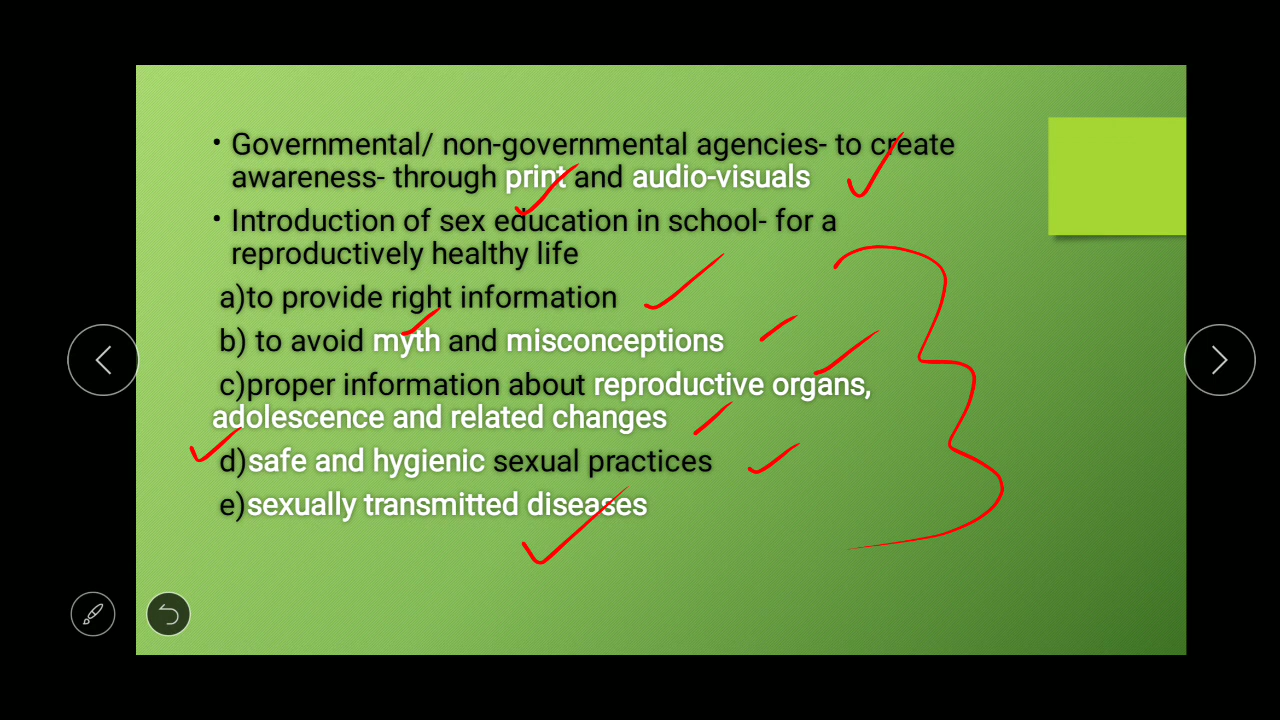 • Governmental/ non-governmental agencies- to create
awareness- through print and audio-visuals
• Introduction of sex education in school- for a
reproductively healthy life
a)to provide right information
b) to avoid myth and misconceptions
c)proper information about reproductive organs,
adolescence and related changes
d)safe and hygienic sexual practices
e)sexually transmitted diseases